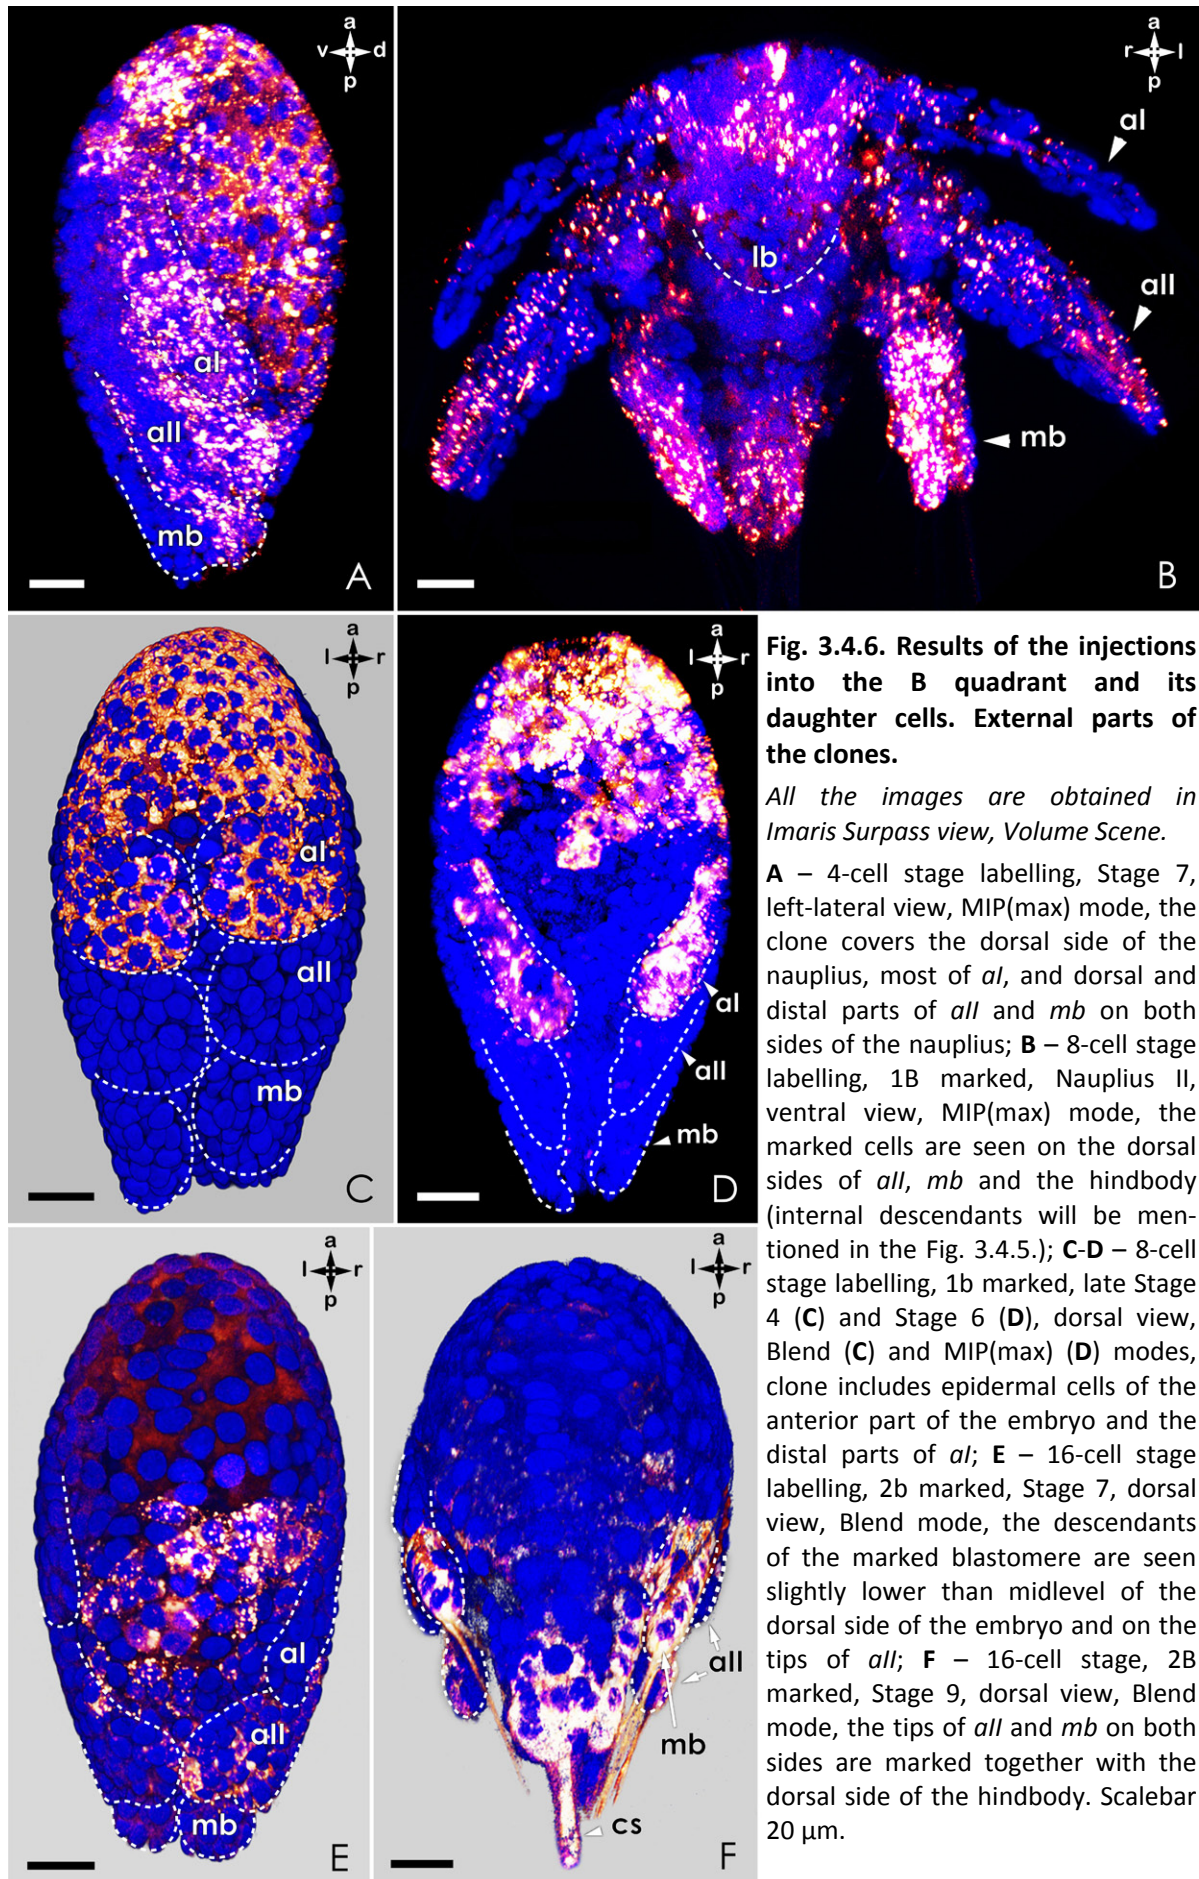 a
v d
p
al
all
mb
A
a
r l
p
al
all
mb
lb
B
a
l r
p
al
all
mb
C
a
l r
p
al
all
mb
D
Fig. 3.4.6. Results of the injections
into the B quadrant and its
daughter cells. External parts of
the clones.
All the images are obtained in
Imaris Surpass view, Volume Scene.
A – 4-cell stage labelling, Stage 7,
left-lateral view, MIP(max) mode, the
clone covers the dorsal side of the
nauplius, most of aI, and dorsal and
distal parts of aII and mb on both
sides of the nauplius; B – 8-cell stage
labelling, 1B marked, Nauplius II,
ventral view, MIP(max) mode, the
marked cells are seen on the dorsal
sides of aII, mb and the hindbody
(internal descendants will be men-
tioned in the Fig. 3.4.5.); C-D – 8-cell
stage labelling, 1b marked, late Stage
4 (C) and Stage 6 (D), dorsal view,
Blend (C) and MIP(max) (D) modes,
clone includes epidermal cells of the
anterior part of the embryo and the
distal parts of aI; E – 16-cell stage
labelling, 2b marked, Stage 7, dorsal
view, Blend mode, the descendants
of the marked blastomere are seen
slightly lower than midlevel of the
dorsal side of the embryo and on the
tips of aII; F – 16-cell stage, 2B
marked, Stage 9, dorsal view, Blend
mode, the tips of aII and mb on both
sides are marked together with the
dorsal side of the hindbody. Scalebar
20 μm.
a
l r
p
al
all
mb
E
a
l r
p
all
mb
cs
F